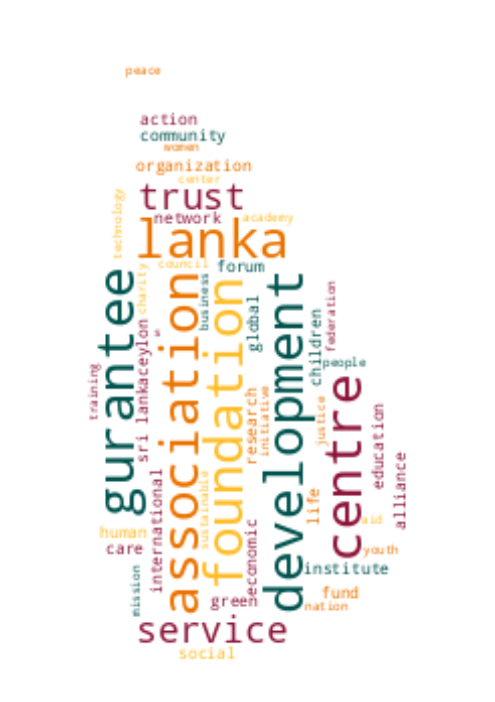 peace
action
community
women
organization
center
trust
technology
network
academy
lanka
council
forum
charity
gurantee
association
business
foundation
development
global
federation
children
s
sri lanka
ceylon
people
training
centre
research
initiative
justice
education
alliance
international
sustainable
life
aid
human
care
economic
youth
institute
mission
green
fund
nation
service
social